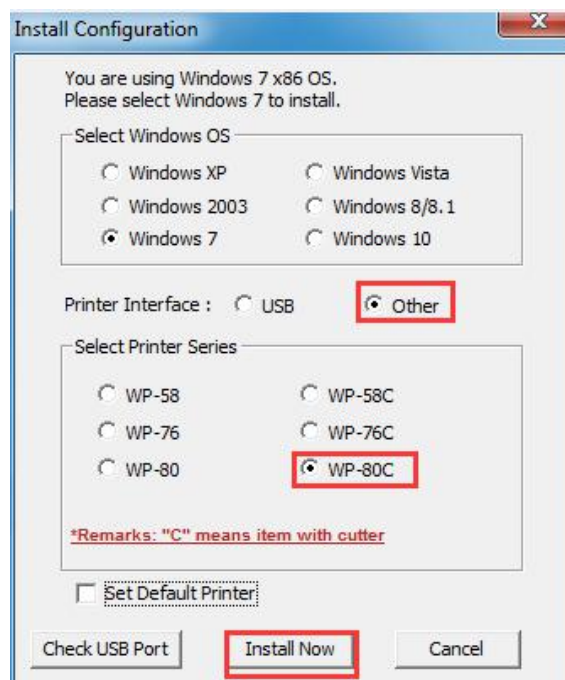 Install Configuration
You are using Windows 7 x86 OS.
Please select Windows 7 to install.
Select Windows OS
Windows XP Windows Vista
Windows 2003 Windows 8/8.1
Windows 7 Windows 10
Printer Interface : USB Other
Select Printer Series
WP-58 WP-58C
WP-76 WP-76C
WP-80 WP-80C
*Remarks: "C" means item with cutter
Set Default Printer
Check USB Port Install Now Cancel